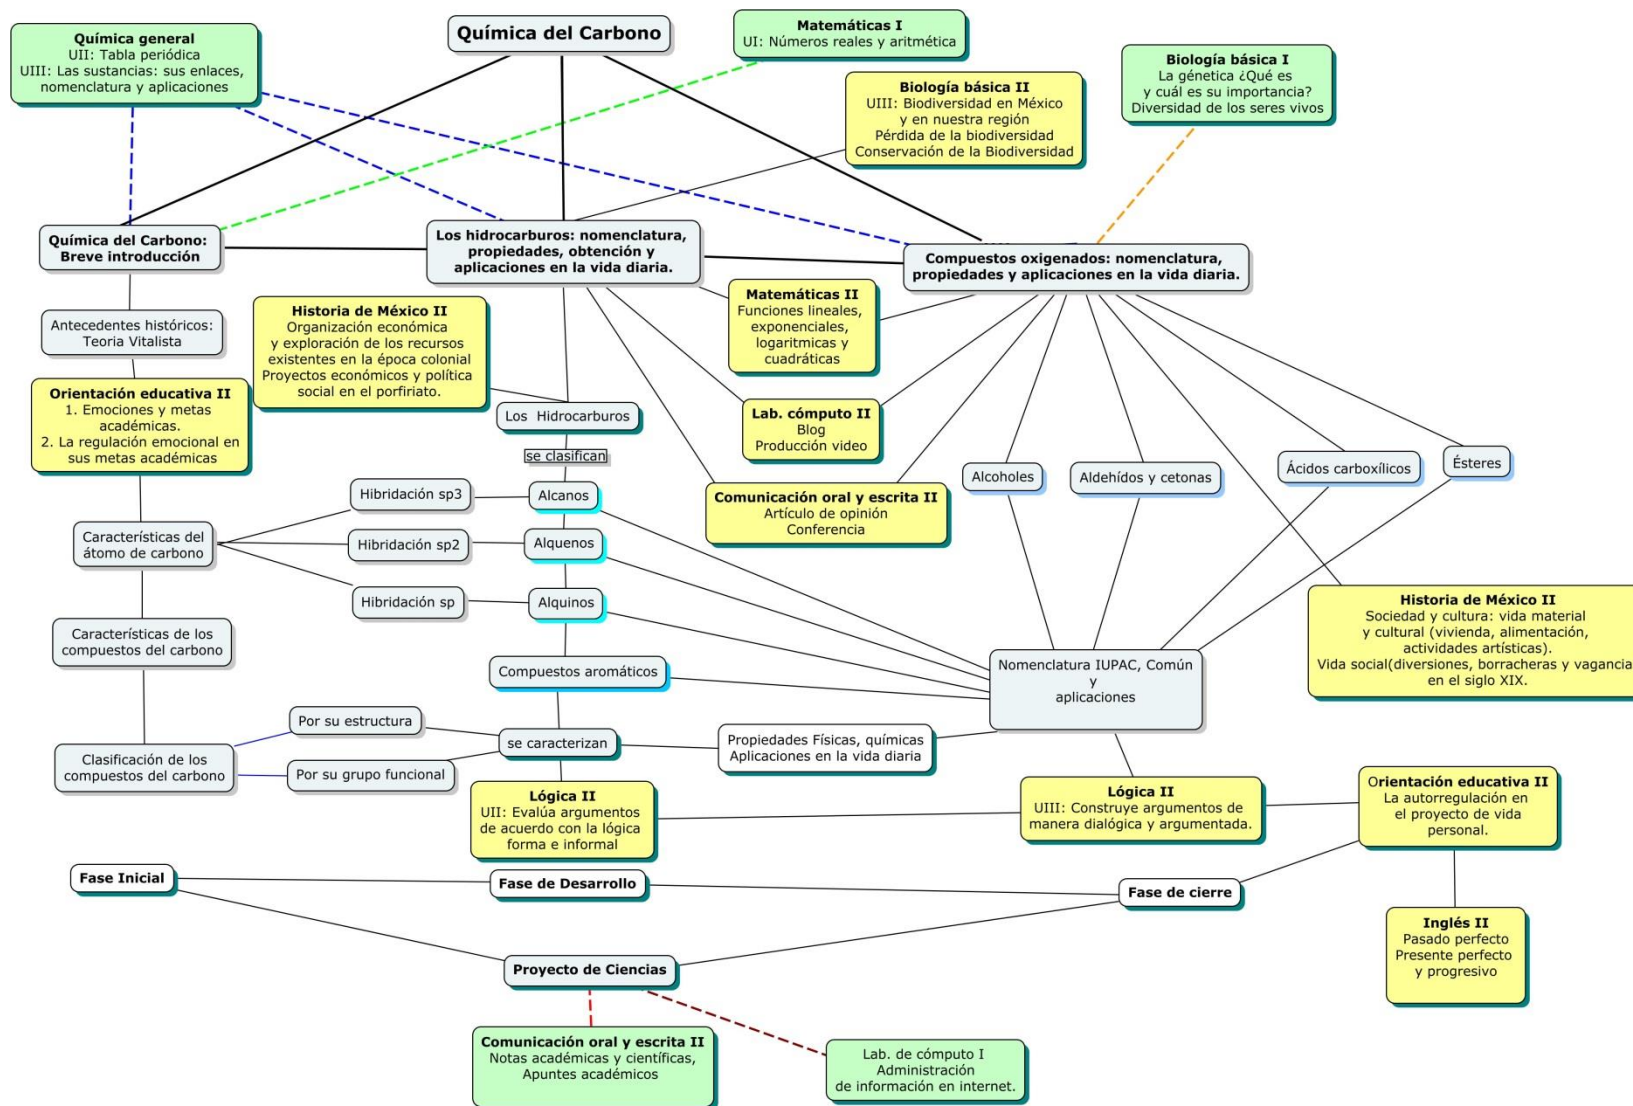 Química general
UII: Tabla periódica
UIII: Las sustancias: sus enlaces,
nomenclatura y aplicaciones
Química del Carbono
Matemáticas I
UI: Números reales y aritmética
Biología básica II
UIII: Biodiversidad en México
y en nuestra región
Pérdida de la biodiversidad
Conservación de la Biodiversidad
Biología básica I
La génetica ¿Qué es
y cuál es su importancia?
Diversidad de los seres vivos
Química del Carbono:
Breve introducción
Los hidrocarburos: nomenclatura,
propiedades, obtención y
aplicaciones en la vida diaria.
Compuestos oxigenados: nomenclatura,
propiedades y aplicaciones en la vida diaria.
Antecedentes históricos:
Teoria Vitalista
Historia de México II
Organización económica
y exploración de los recursos
existentes en la época colonial
Proyectos económicos y política
social en el porfiriato.
Matemáticas II
Funciones lineales,
exponenciales,
logaritmicas y
cuadráticas
Orientación educativa II
1. Emociones y metas
académicas.
2. La regulación emocional en
sus metas académicas
Los Hidrocarburos
se clasifican
Lab. cómputo II
Blog
Producción video
Comunicación oral y escrita II
Artículo de opinión
Conferencia
Alcoholes
Aldehídos y cetonas
Ácidos carboxílicos
Ésteres
Características del
átomo de carbono
Hibridación sp3
Alcanos
Hibridación sp2
Alquenos
Hibridación sp
Alquinos
Historia de México II
Sociedad y cultura: vida material
y cultural (vivienda, alimentación,
actividades artísticas).
Vida social(diversiones, borracheras y vagancia
en el siglo XIX.
Características de los
compuestos del carbono
Compuestos aromáticos
Nomenclatura IUPAC, Común
y
aplicaciones
Clasificación de los
compuestos del carbono
Por su estructura
Por su grupo funcional
se caracterizan
Propiedades Físicas, químicas
Aplicaciones en la vida diaria
Lógica II
UII: Evalúa argumentos
de acuerdo con la lógica
forma e informal
Lógica II
UIII: Construye argumentos de
manera dialógica y argumentada.
Orientación educativa II
La autorregulación en
el proyecto de vida
personal.
Fase Inicial
Fase de Desarrollo
Fase de cierre
Inglés II
Pasado perfecto
Presente perfecto
y progresivo
Proyecto de Ciencias
Comunicación oral y escrita II
Notas académicas y científicas,
Apuntes académicos
Lab. de cómputo I
Administración
de información en internet.